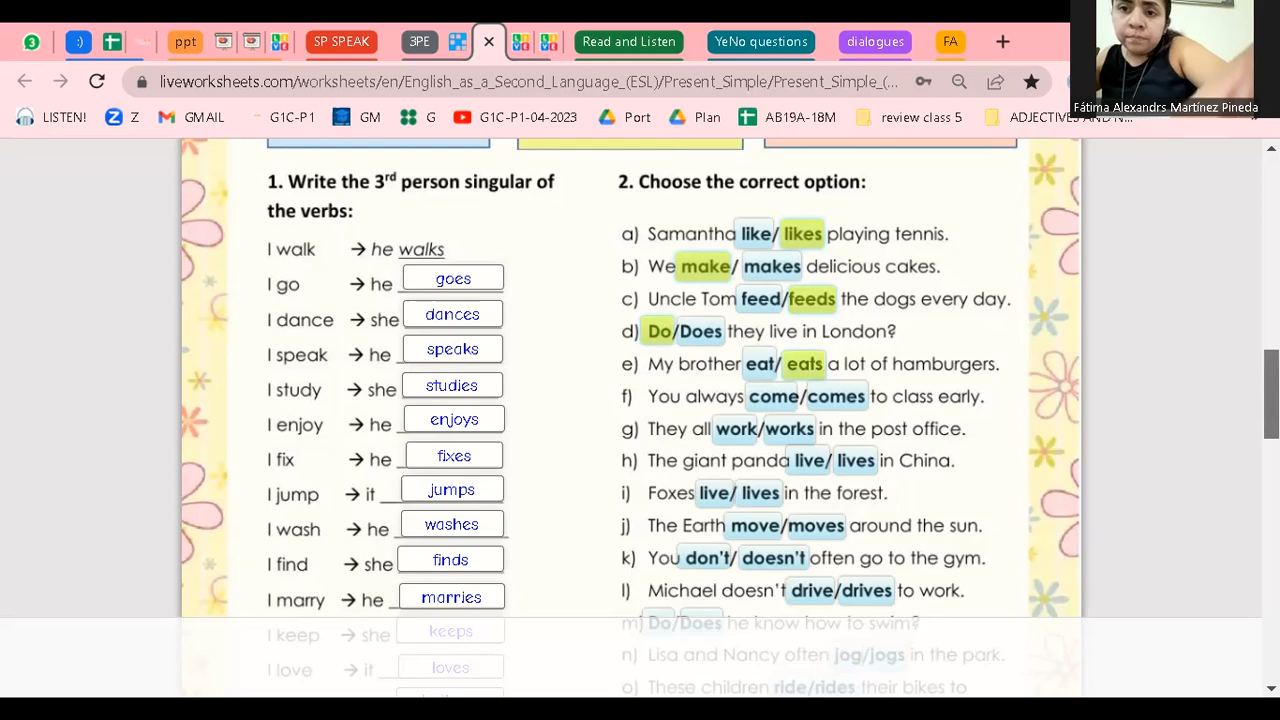 3
:)
ppt
SP SPEAK
3PE
Read and Listen
YeNo questions
dialogues
FA
liveworksheets.com/worksheets/en/English_as_a_Second_Language_(ESL)/Present_Simple/Present_Simple_(...
Fátima Alexandrs Martínez Pineda
LISTEN!
Z
GMAIL
G1C-P1
GM
G
G1C-P1-04-2023
Port
Plan
AB19A-18M
review class 5
ADJECTIVES AND N...
1. Write the 3rd person singular of
the verbs:
I walk → he walks
I go → he goes
I dance → she dances
I speak → he speaks
I study → she studies
I enjoy → he enjoys
I fix → he fixes
I jump → it jumps
I wash → he washes
I find → she finds
I marry → he marries
I keep → she keeps
I love → it loves
2. Choose the correct option:
a) Samantha like/ likes playing tennis.
b) We make/ makes delicious cakes.
c) Uncle Tom feed/feeds the dogs every day.
d) Do/Does they live in London?
e) My brother eat/ eats a lot of hamburgers.
f) You always come/comes to class early.
g) They all work/works in the post office.
h) The giant panda live/ lives in China.
i) Foxes live/ lives in the forest.
j) The Earth move/moves around the sun.
k) You don't/ doesn't often go to the gym.
l) Michael doesn't drive/drives to work.
m) Do/Does he know how to swim?
n) Lisa and Nancy often jog/jogs in the park.
o) These children ride/rides their bikes to